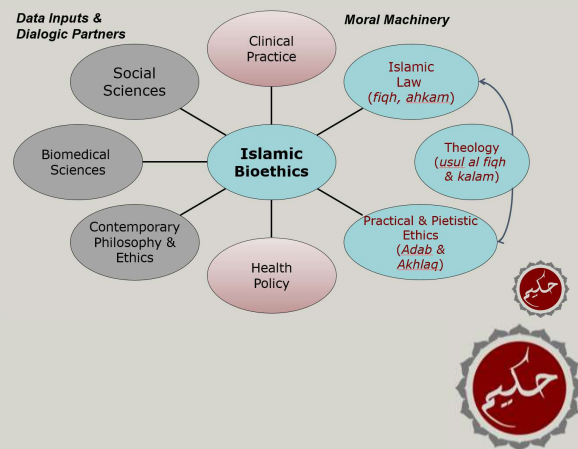 Data Inputs &
Dialogic Partners
Moral Machinery
Clinical
Practice
Social
Sciences
Islamic
Law
(fiqh, ahkam)
Biomedical
Sciences
Islamic
Bioethics
Theology
(usul al fiqh
& kalam)
Contemporary
Philosophy &
Ethics
Practical & Pietistic
Ethics
(Adab &
Akhlaq)
Health
Policy
حكيم
حكيم